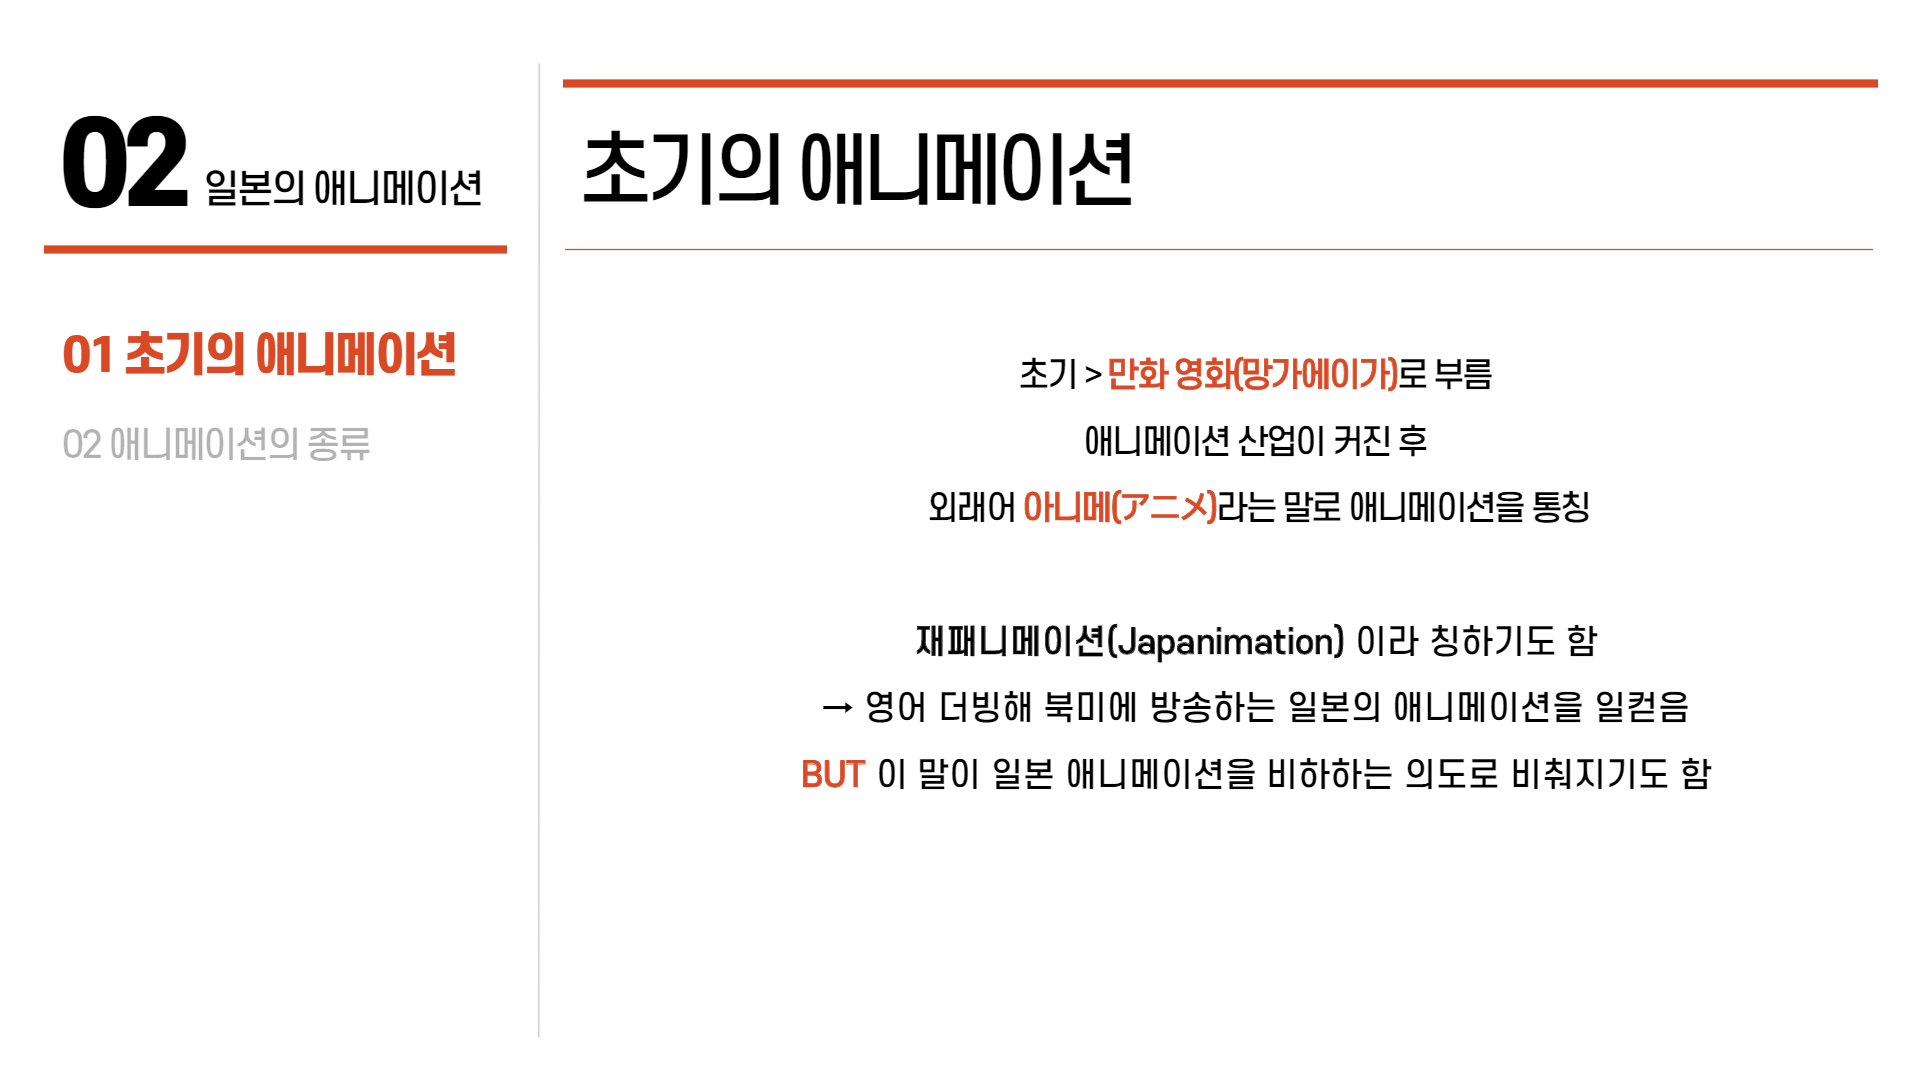 02 일본의 애니메이션
01 초기의 애니메이션
02 애니메이션의 종류
초기의 애니메이션
초기 > 만화 영화(망가에이가)로 부름
애니메이션 산업이 커진 후
외래어 아니메(アニメ)라는 말로 애니메이션을 통칭
재패니메이션(Japanimation) 이라 칭하기도 함
→ 영어 더빙해 북미에 방송하는 일본의 애니메이션을 일컫음
BUT 이 말이 일본 애니메이션을 비하하는 의도로 비춰지기도 함